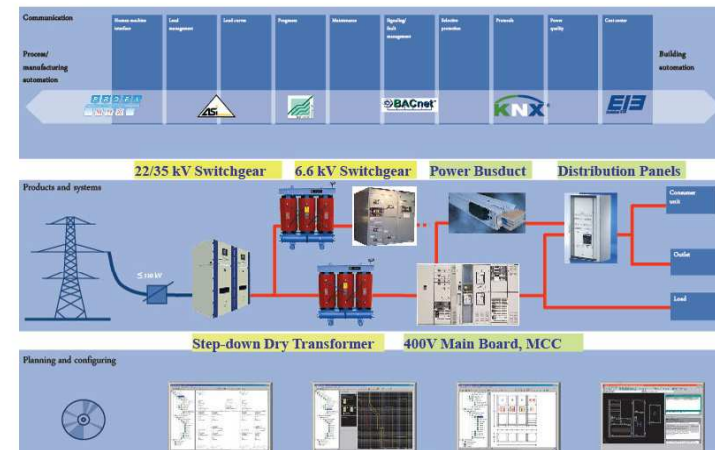 Communication
Human-machine
interface
Load
management
Load curves
Prognoses
Maintenance
Signaling/
fault
management
Selective
protection
Protocols
Power
quality
Cost center
Process/
manufacturing
automation
Building
automation
BACnet
KNX
EIB
22/35 kV Switchgear
6.6 kV Switchgear
Power Busduct
Distribution Panels
Products and systems
Consumer
unit
≤ 110 kV
Outlet
Load
Step-down Dry Transformer
400V Main Board, MCC
Planning and configuring